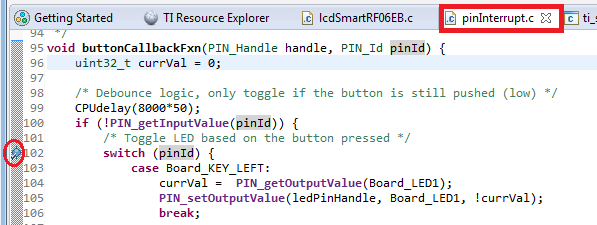 Getting Started TI Resource Explorer lcdSmartRF06EB.c pinInterrupt.c ti_s
94 */
95 void buttonCallbackFxn(PIN_Handle handle, PIN_Id pinId) {
96 uint32_t currVal = 0;
97
98 /* Debounce logic, only toggle if the button is still pushed (low) */
99 CPUdelay(8000*50);
100 if (!PIN_getInputValue(pinId)) {
101 /* Toggle LED based on the button pressed */
102 switch (pinId) {
103 case Board_KEY_LEFT:
104 currVal = PIN_getOutputValue(Board_LED1);
105 PIN_setOutputValue(ledPinHandle, Board_LED1, !currVal);
106 break;